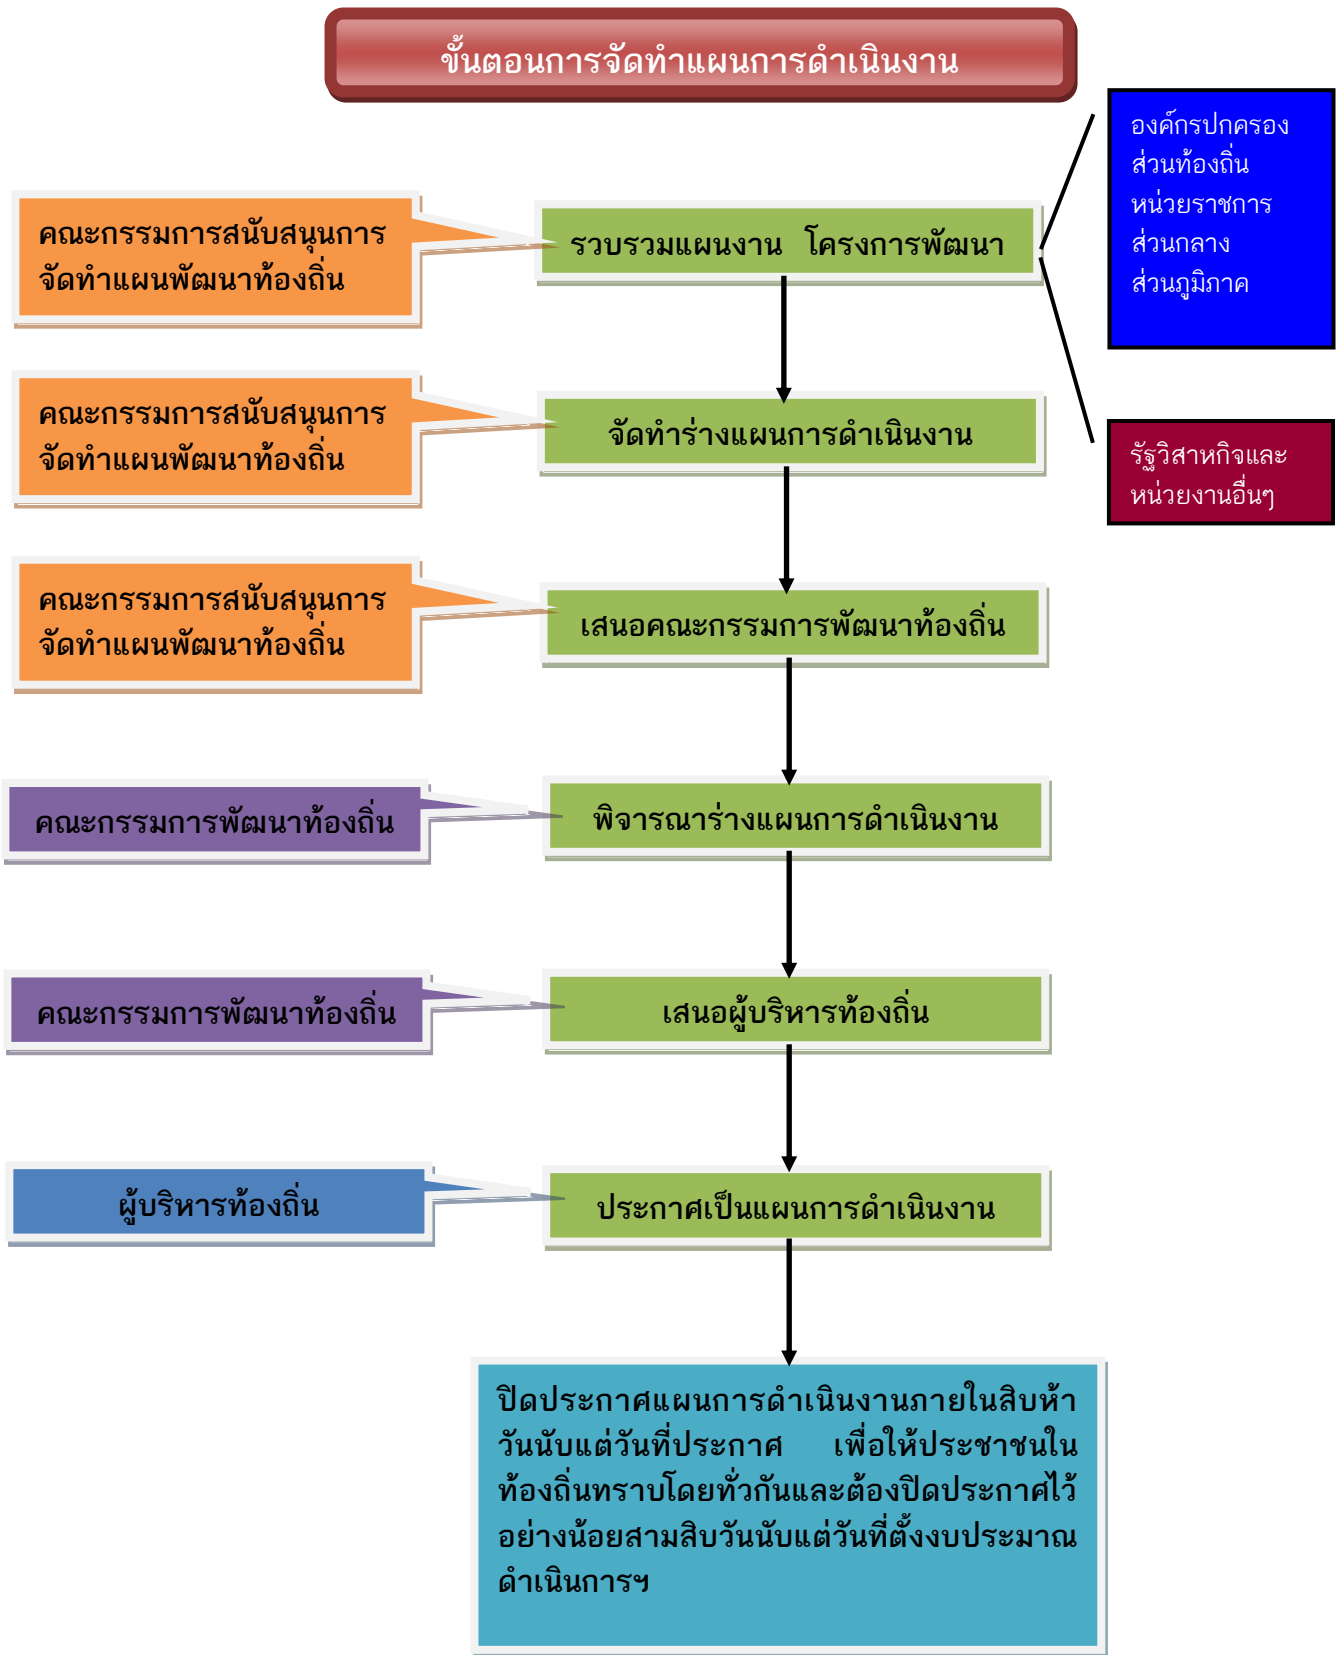 ขั้นตอนการจัดทำแผนการดำเนินงาน
องค์กรปกครอง
ส่วนท้องถิ่น
หน่วยราชการ
ส่วนกลาง
ส่วนภูมิภาค
คณะกรรมการสนับสนุนการ
จัดทำแผนพัฒนาท้องถิ่น
รวบรวมแผนงาน โครงการพัฒนา
คณะกรรมการสนับสนุนการ
จัดทำแผนพัฒนาท้องถิ่น
จัดทำร่างแผนการดำเนินงาน
รัฐวิสาหกิจและ
หน่วยงานอื่นๆ
คณะกรรมการสนับสนุนการ
จัดทำแผนพัฒนาท้องถิ่น
เสนอคณะกรรมการพัฒนาท้องถิ่น
คณะกรรมการพัฒนาท้องถิ่น
พิจารณาร่างแผนการดำเนินงาน
คณะกรรมการพัฒนาท้องถิ่น
เสนอผู้บริหารท้องถิ่น
ผู้บริหารท้องถิ่น
ประกาศเป็นแผนการดำเนินงาน
ปิดประกาศแผนการดำเนินงานภายในสิบห้า
วันนับแต่วันที่ประกาศ เพื่อให้ประชาชนใน
ท้องถิ่นทราบโดยทั่วกันและต้องปิดประกาศไว้
อย่างน้อยสามสิบวันนับแต่วันที่ตั้งงบประมาณ
ดำเนินการฯ